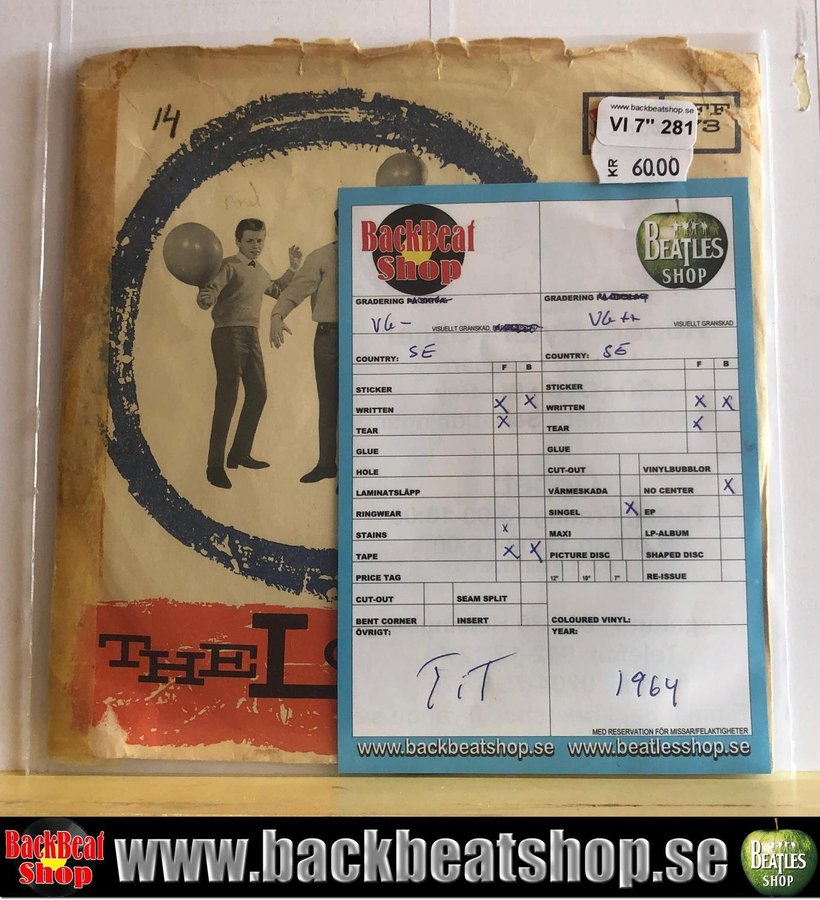 14
www.backbeatshop.se
VI 7" 281
KR 60.00
BackBeat
Shop
BEATLES
SHOP
GRADERING
GRADERING
VG - VISUELLT GRANSKAD,
VG ++ VISUELLT GRANSKAD
COUNTRY: SE
COUNTRY: SE
F B
F B
STICKER
STICKER
WRITTEN X X
WRITTEN X X
TEAR X
TEAR X
GLUE
GLUE
HOLE
CUT-OUT VINYLBUBBLOR
LAMINATSLÄPP
VÄRMESKADA NO CENTER X
RINGWEAR
SINGEL X EP
STAINS X
MAXI LP-ALBUM
TAPE X X
PICTURE DISC SHAPED DISC
PRICE TAG
12" 10" 7" RE-ISSUE
CUT-OUT SEAM SPLIT
BENT CORNER INSERT
COLOURED VINYL:
ÖVRIGT:
YEAR:
TiT
1964
MED RESERVATION FÖR MISSAR/FELAKTIGHETER
www.backbeatshop.se www.beatlesshop.se
THE
BackBeat
Shop
www.backbeatshop.se
BEATLES
SHOP